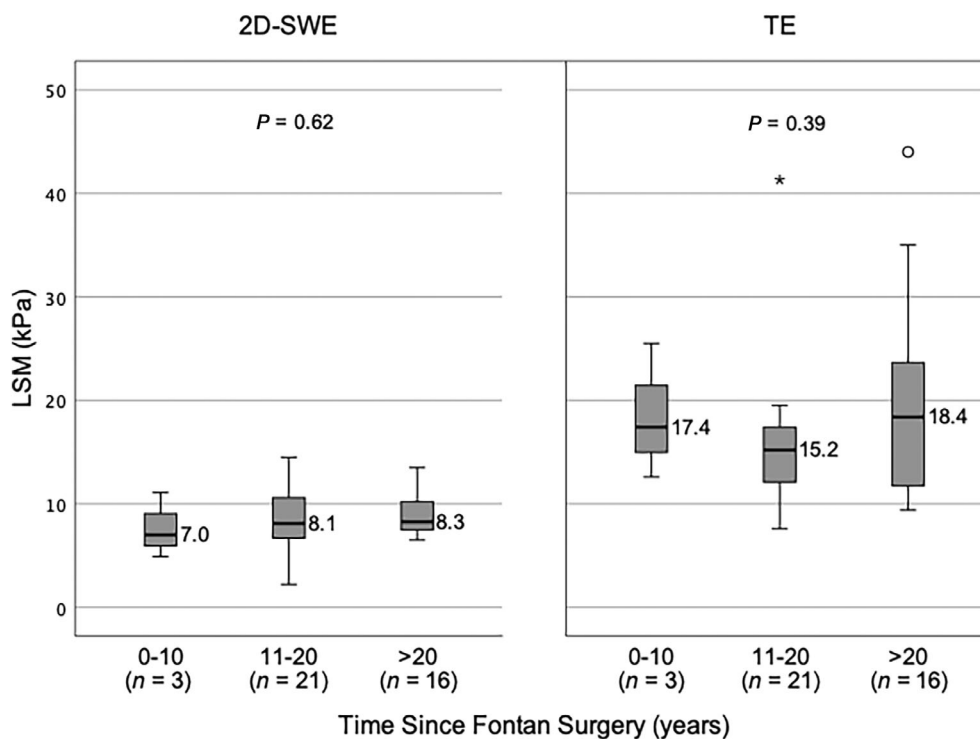 2D-SWE TE
50
40
30
20
10
0
LSM (kPa)
P = 0.62
P = 0.39
7.0
8.1
8.3
17.4
15.2
18.4
*
0-10 11-20 >20 0-10 11-20 >20
(n = 3) (n = 21) (n = 16) (n = 3) (n = 21) (n = 16)
Time Since Fontan Surgery (years)